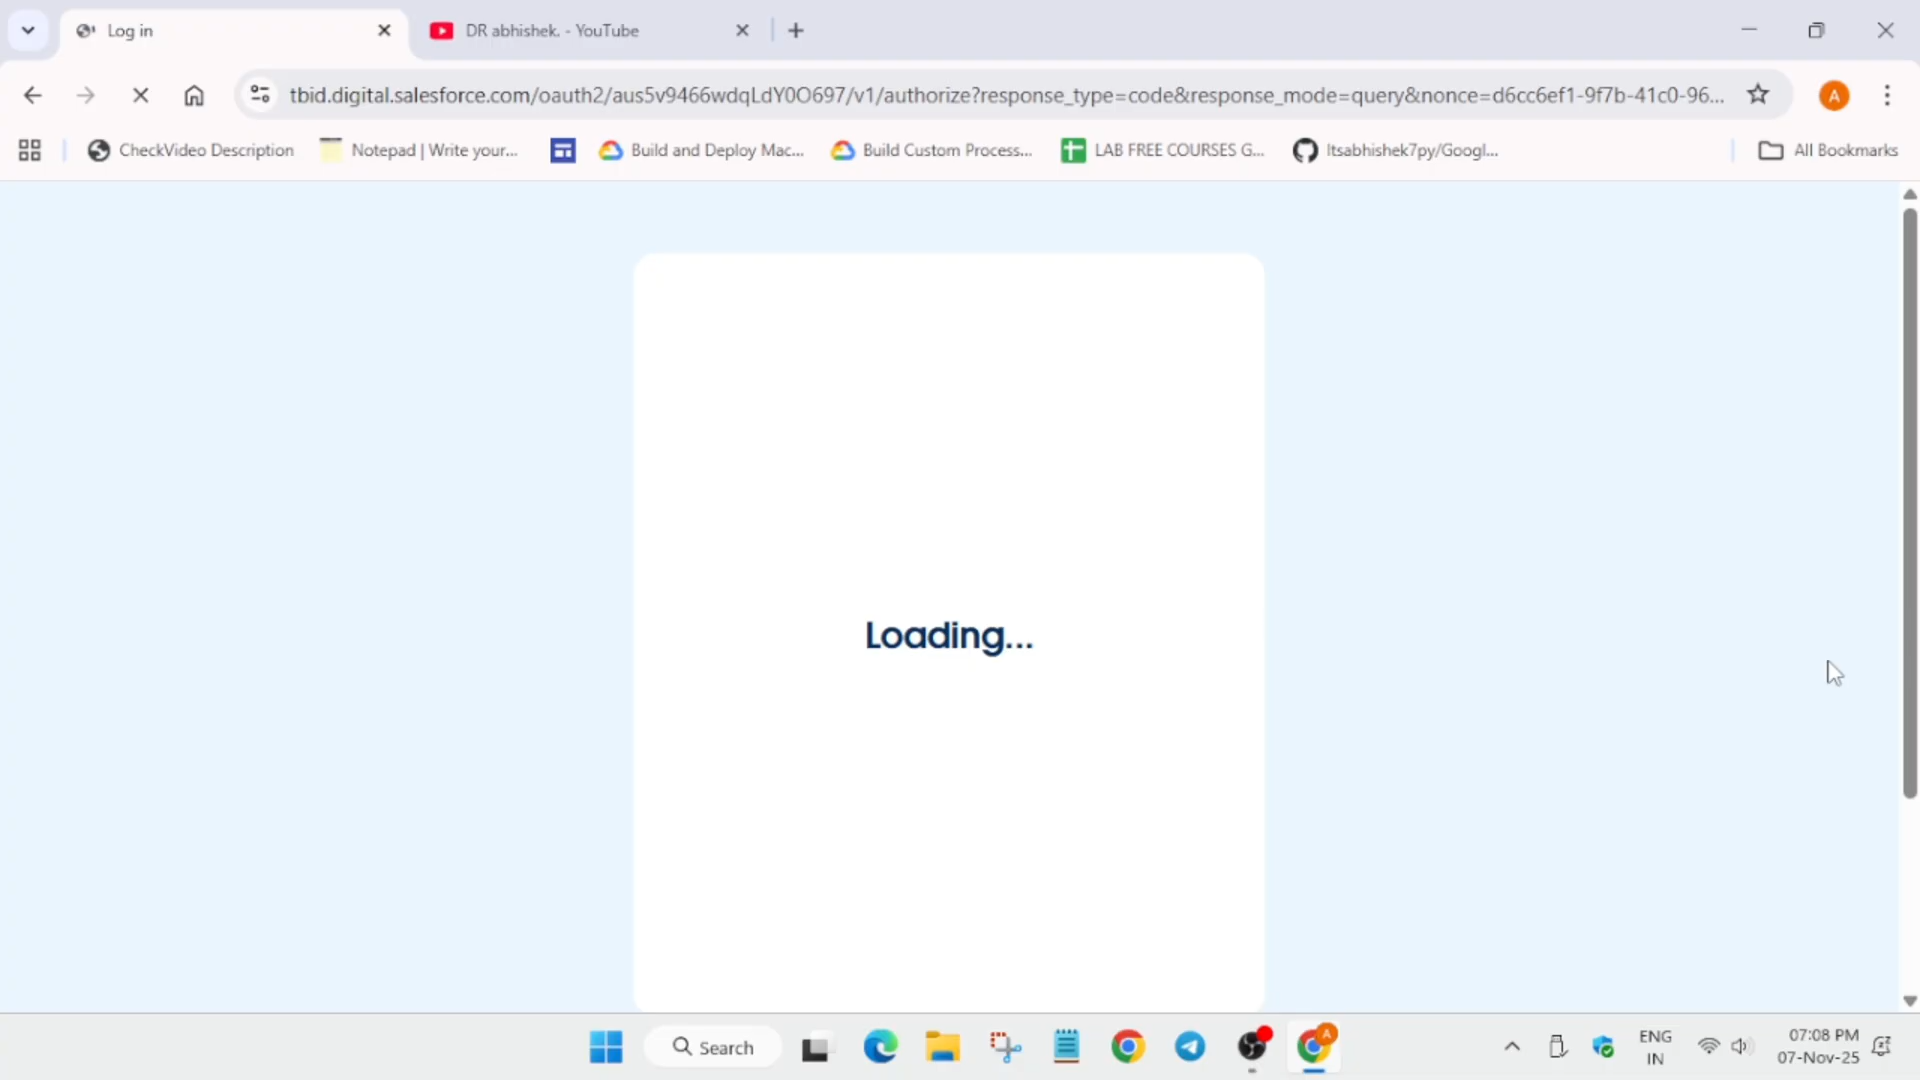 Log in
DR abhishek. - YouTube
tbid.digital.salesforce.com/oauth2/aus5v9466wdqLdY0O697/v1/authorize?response_type=code&response_mode=query&nonce=d6cc6ef1-9f7b-41c0-96...
A
CheckVideo Description
Notepad | Write your...
Build and Deploy Mac...
Build Custom Process...
LAB FREE COURSES G...
Itsabhishek7py/Googl...
All Bookmarks
Loading...
Search
A
ENG
IN
07:08 PM
07-Nov-25